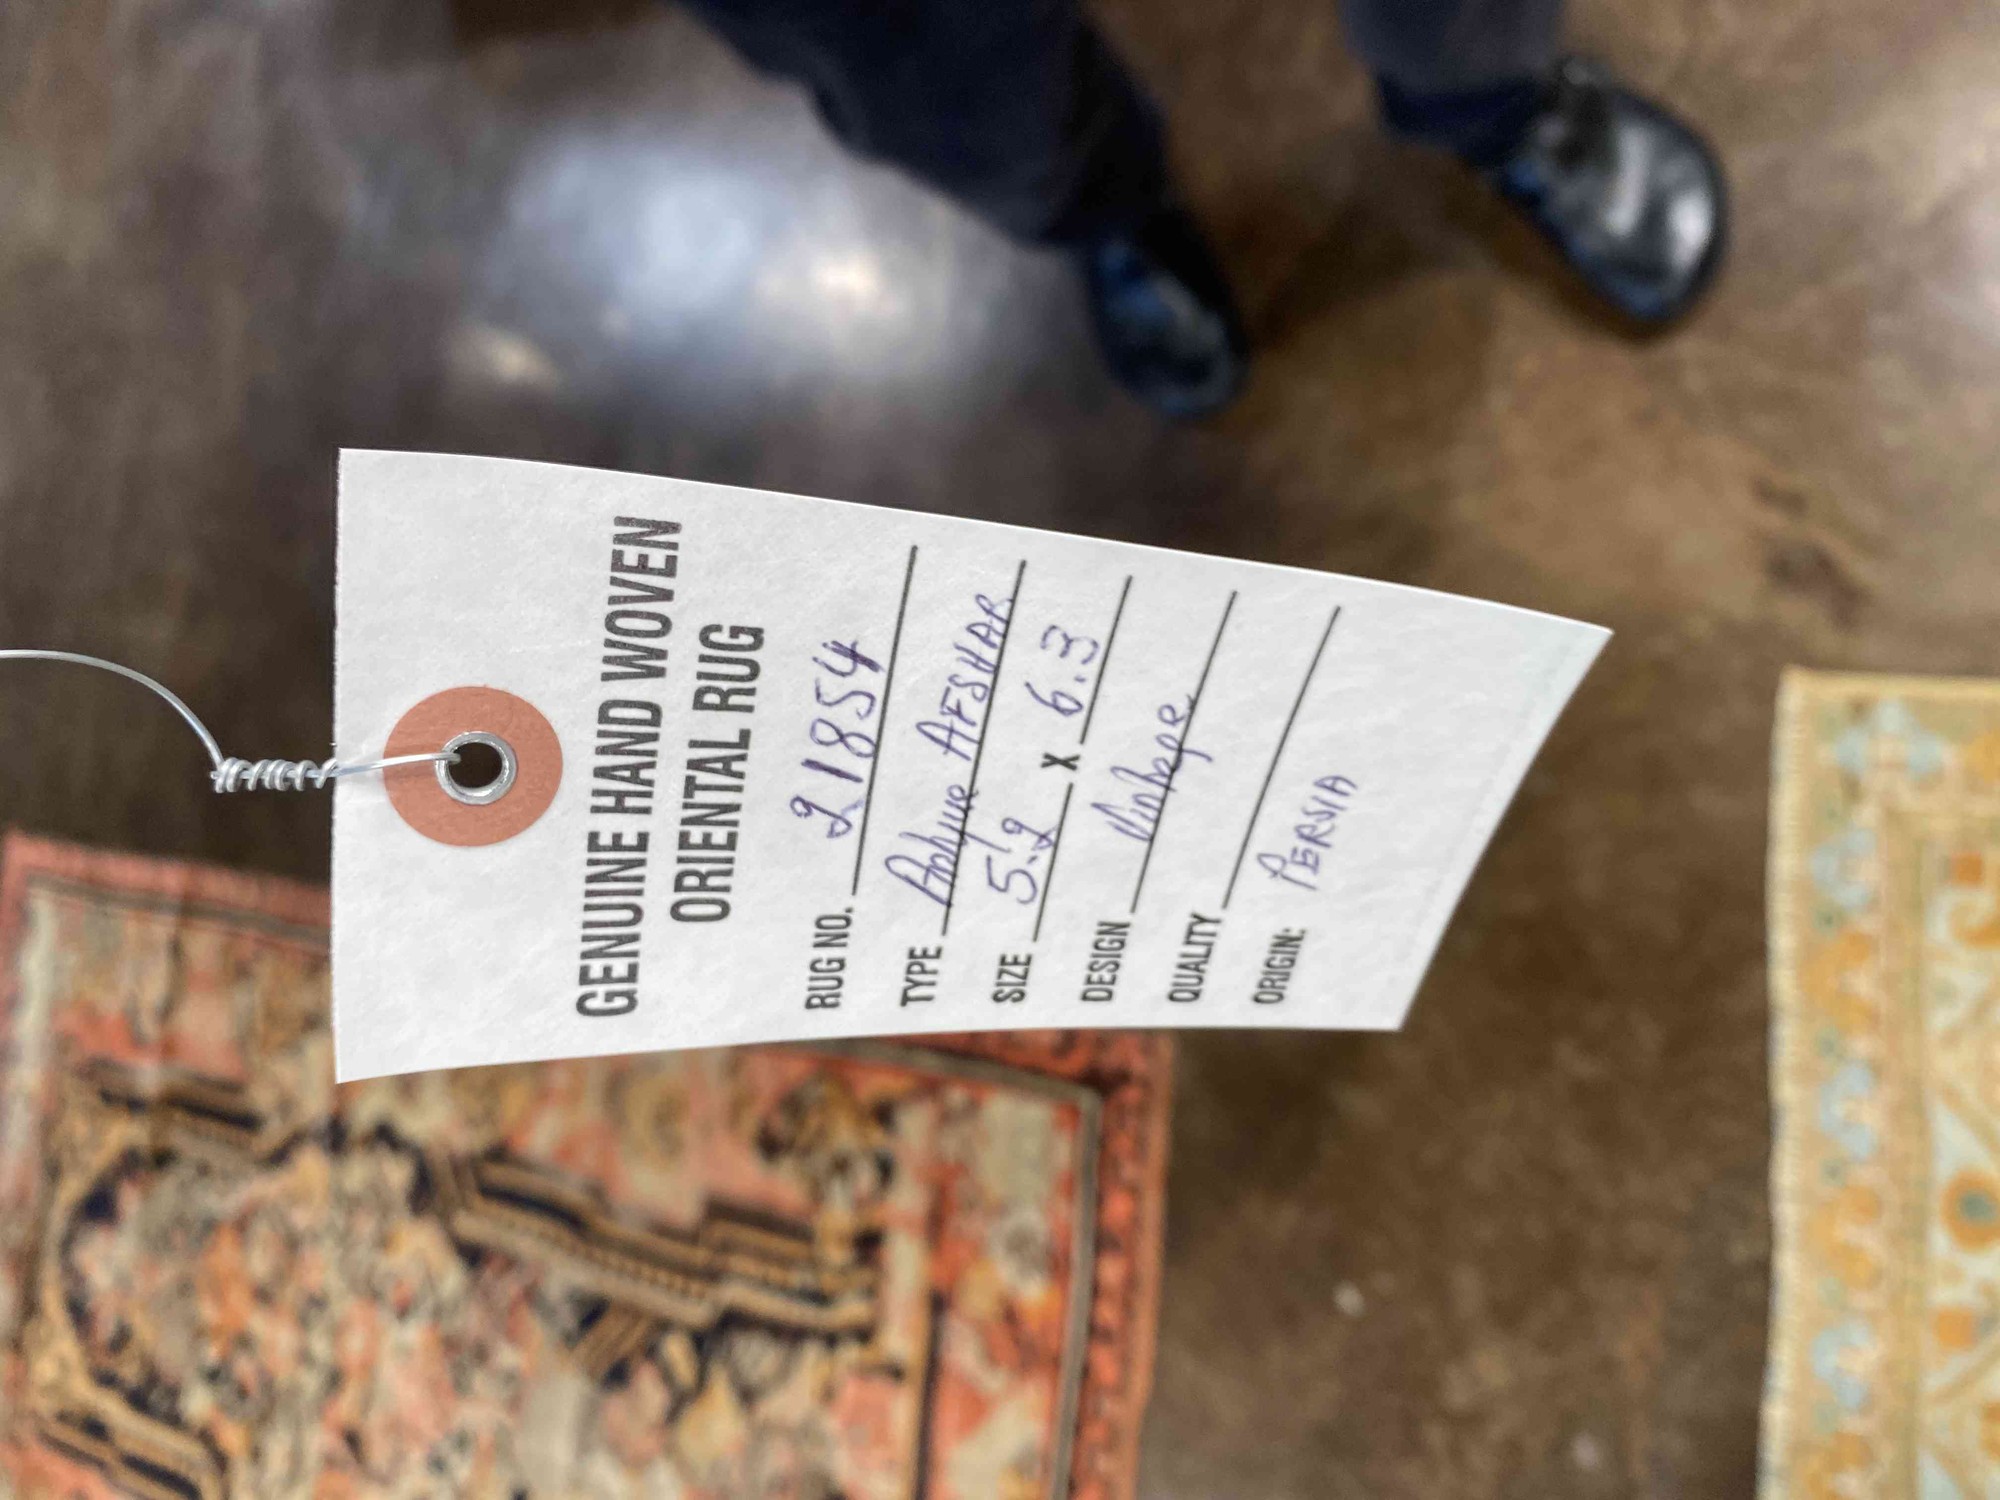 GENUINE HAND WOVEN
ORIENTAL RUG
RUG NO. 21854
TYPE AFSHAR
SIZE 5'.2 X 6.3
DESIGN Vintage
QUALITY
ORIGIN: PERSIA